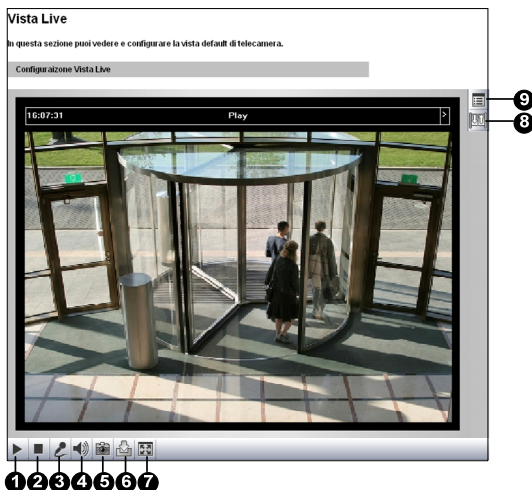 Vista Live
In questa sezione puoi vedere e configurare la vista default di telecamera.
Configuraizone Vista Live
16:07:31 Play >
9
8
1 2 3 4 5 6 7